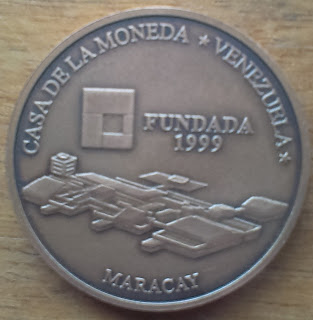 CASA DE LA MONEDA ★ VENEZUELA ★
FUNDADA
1999
MARACAY